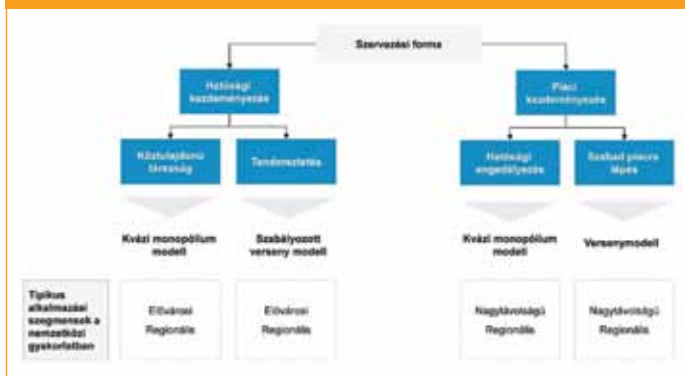 Szervezési forma
Hatósági
kezdeményezés
Piaci
kezdeményezés
Köztulajdonú
társaság
Tenderesztetés
Hatósági
engedélyezés
Szabad piacra
lépés
Kvázi monopólium
modell
Szabályozott
verseny modell
Kvázi monopólium
modell
Versenymodell
Tipikus
alkalmazási
szegmensek a
nemzetközi
gyakorlatban
Elővárosi
Regionális
Elővárosi
Regionális
Nagytávolságú
Regionális
Nagytávolságú
Regionális